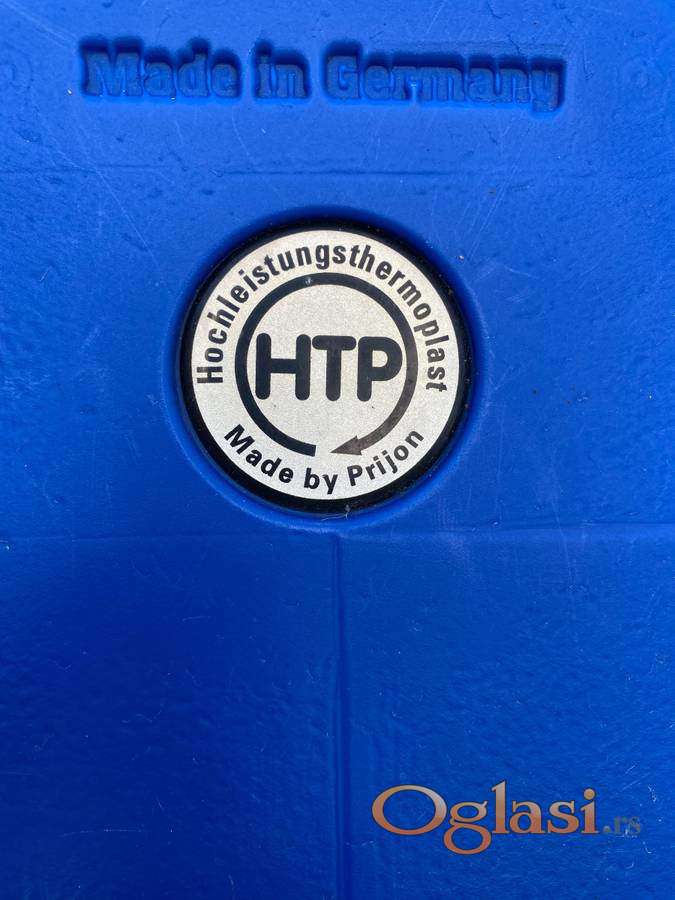 Made in Germany
Hochleistungsthermoplast
HTP
Made by Prijon
Oglasi.rs